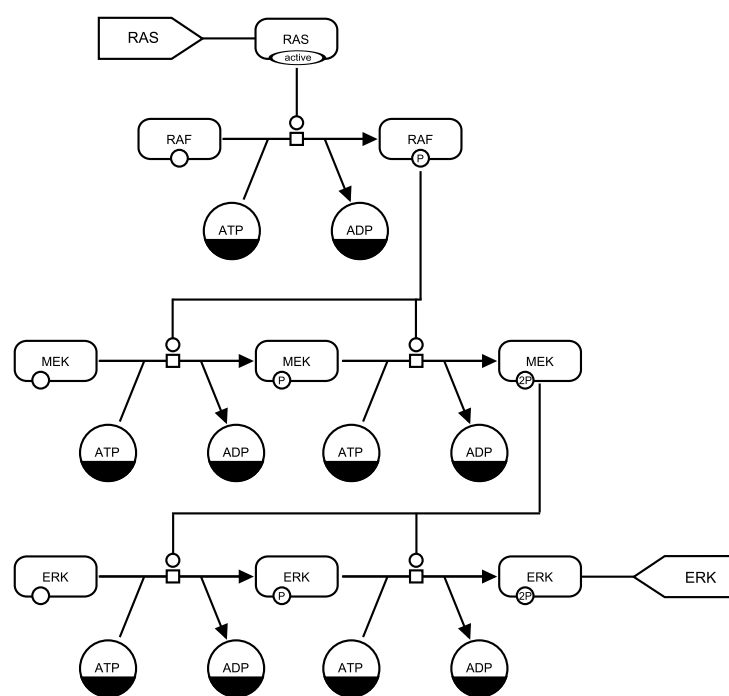 RAS
RAS
active
RAF
RAF
P
ATP
ADP
MEK
MEK
MEK
P
2P
ATP
ADP
ATP
ADP
ERK
ERK
ERK
ERK
P
2P
ATP
ADP
ATP
ADP